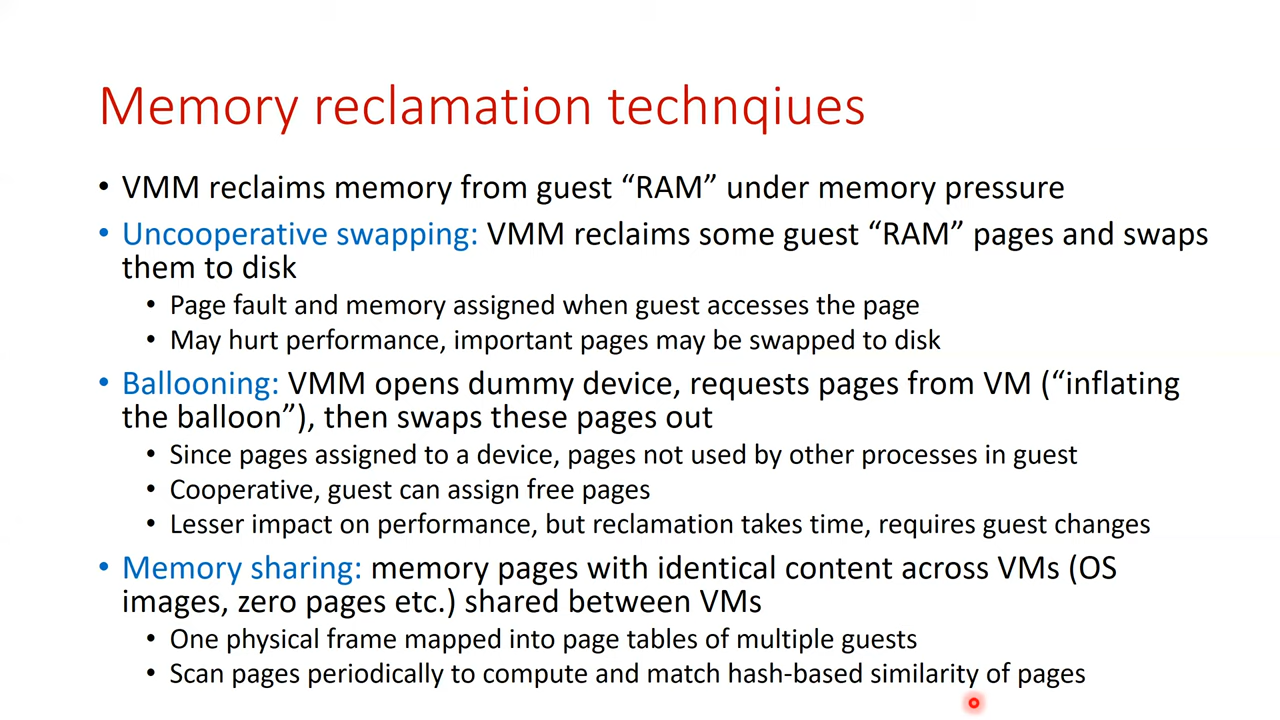 Memory reclamation technqiues
• VMM reclaims memory from guest “RAM” under memory pressure
• Uncooperative swapping: VMM reclaims some guest “RAM” pages and swaps
them to disk
• Page fault and memory assigned when guest accesses the page
• May hurt performance, important pages may be swapped to disk
• Ballooning: VMM opens dummy device, requests pages from VM (“inflating
the balloon”), then swaps these pages out
• Since pages assigned to a device, pages not used by other processes in guest
• Cooperative, guest can assign free pages
• Lesser impact on performance, but reclamation takes time, requires guest changes
• Memory sharing: memory pages with identical content across VMs (OS
images, zero pages etc.) shared between VMs
• One physical frame mapped into page tables of multiple guests
• Scan pages periodically to compute and match hash-based similarity of pages